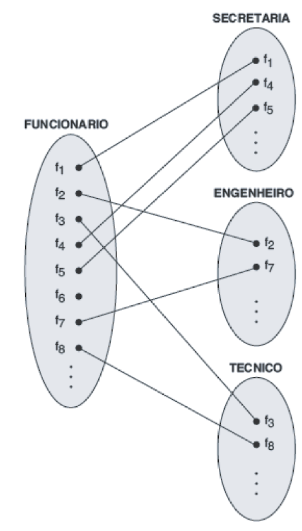 SECRETARIA
f1
f4
f5
FUNCIONARIO
f1
f2
f3
f4
f5
f6
f7
f8
ENGENHEIRO
f2
f7
TECNICO
f3
f8